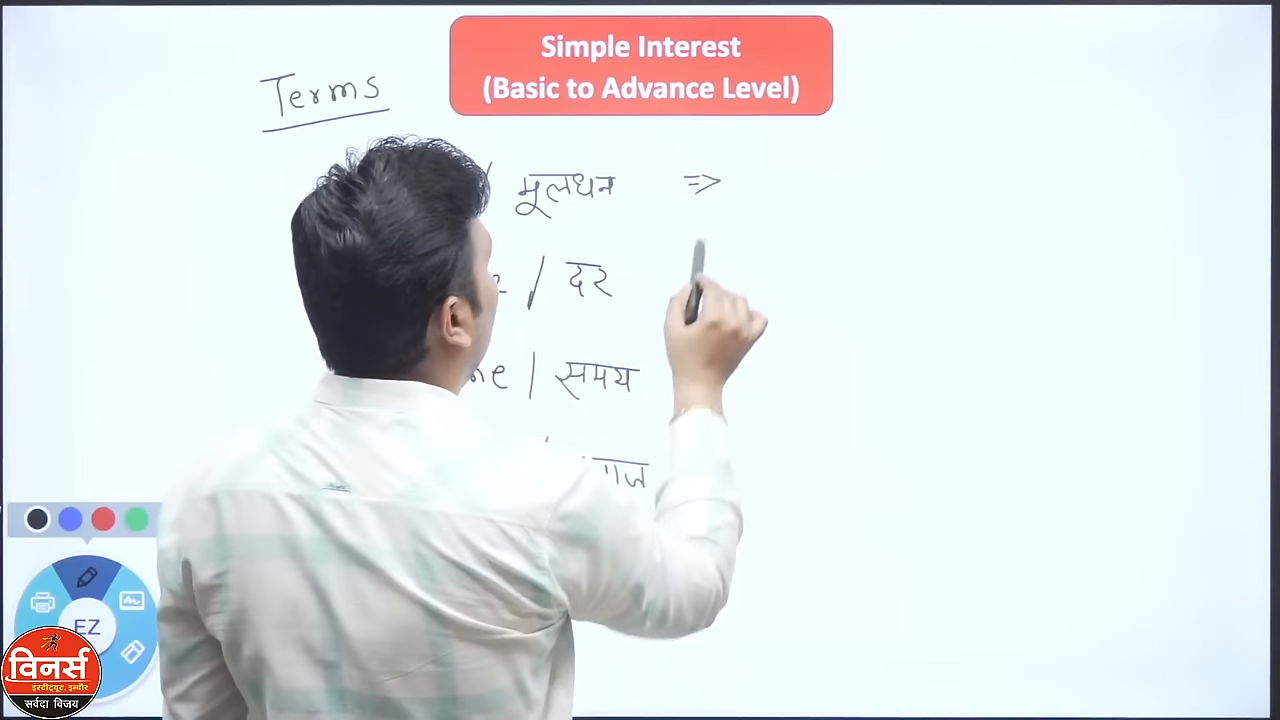 Simple Interest
(Basic to Advance Level)
Terms
/ मूलधन =>
/ दर
/ समय
EZ
विनर्स
इंस्टीट्यूट, इन्दौर
सर्वदा विजय